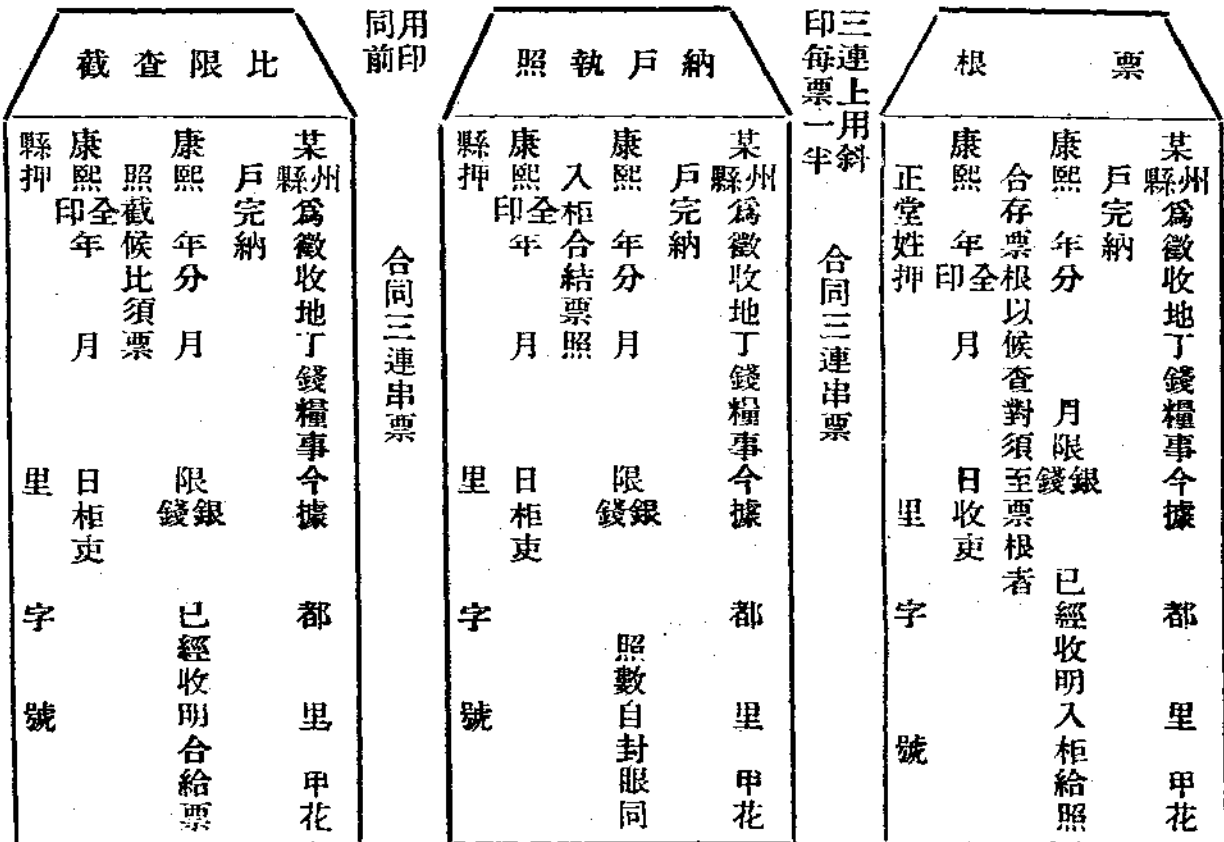 票根
某州縣為徵收地丁錢糧事今據 都 里 甲花
戶完納
康熙 年分 月限銀錢 已經收明入柜給照
合存票根以候查對須至票根者
康熙 年 月 日收吏
全印
正堂姓押 里 字 號
三連上用斜
印每票一半
合同三連串票
納戶執照
某州縣為徵收地丁錢糧事今據 都 里 甲花
戶完納
康熙 年分 月 限銀錢 照數自封眼同
入柜合結票照
康熙 年 月 日柜吏
全印
縣押 里 字 號
用印
同前
合同三連串票
比限查截
某州縣為徵收地丁錢糧事今據 都 里 甲花
戶完納
康熙 年分 月 限銀錢 已經收明合給票
照截候比須票
康熙 年 月 日柜吏
全印
縣押 里 字 號